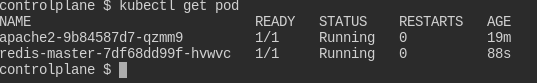 controlplane $ kubectl get pod
NAME READY STATUS RESTARTS AGE
apache2-9b84587d7-qzmm9 1/1 Running 0 19m
redis-master-7df68dd99f-hvwvc 1/1 Running 0 88s
controlplane $